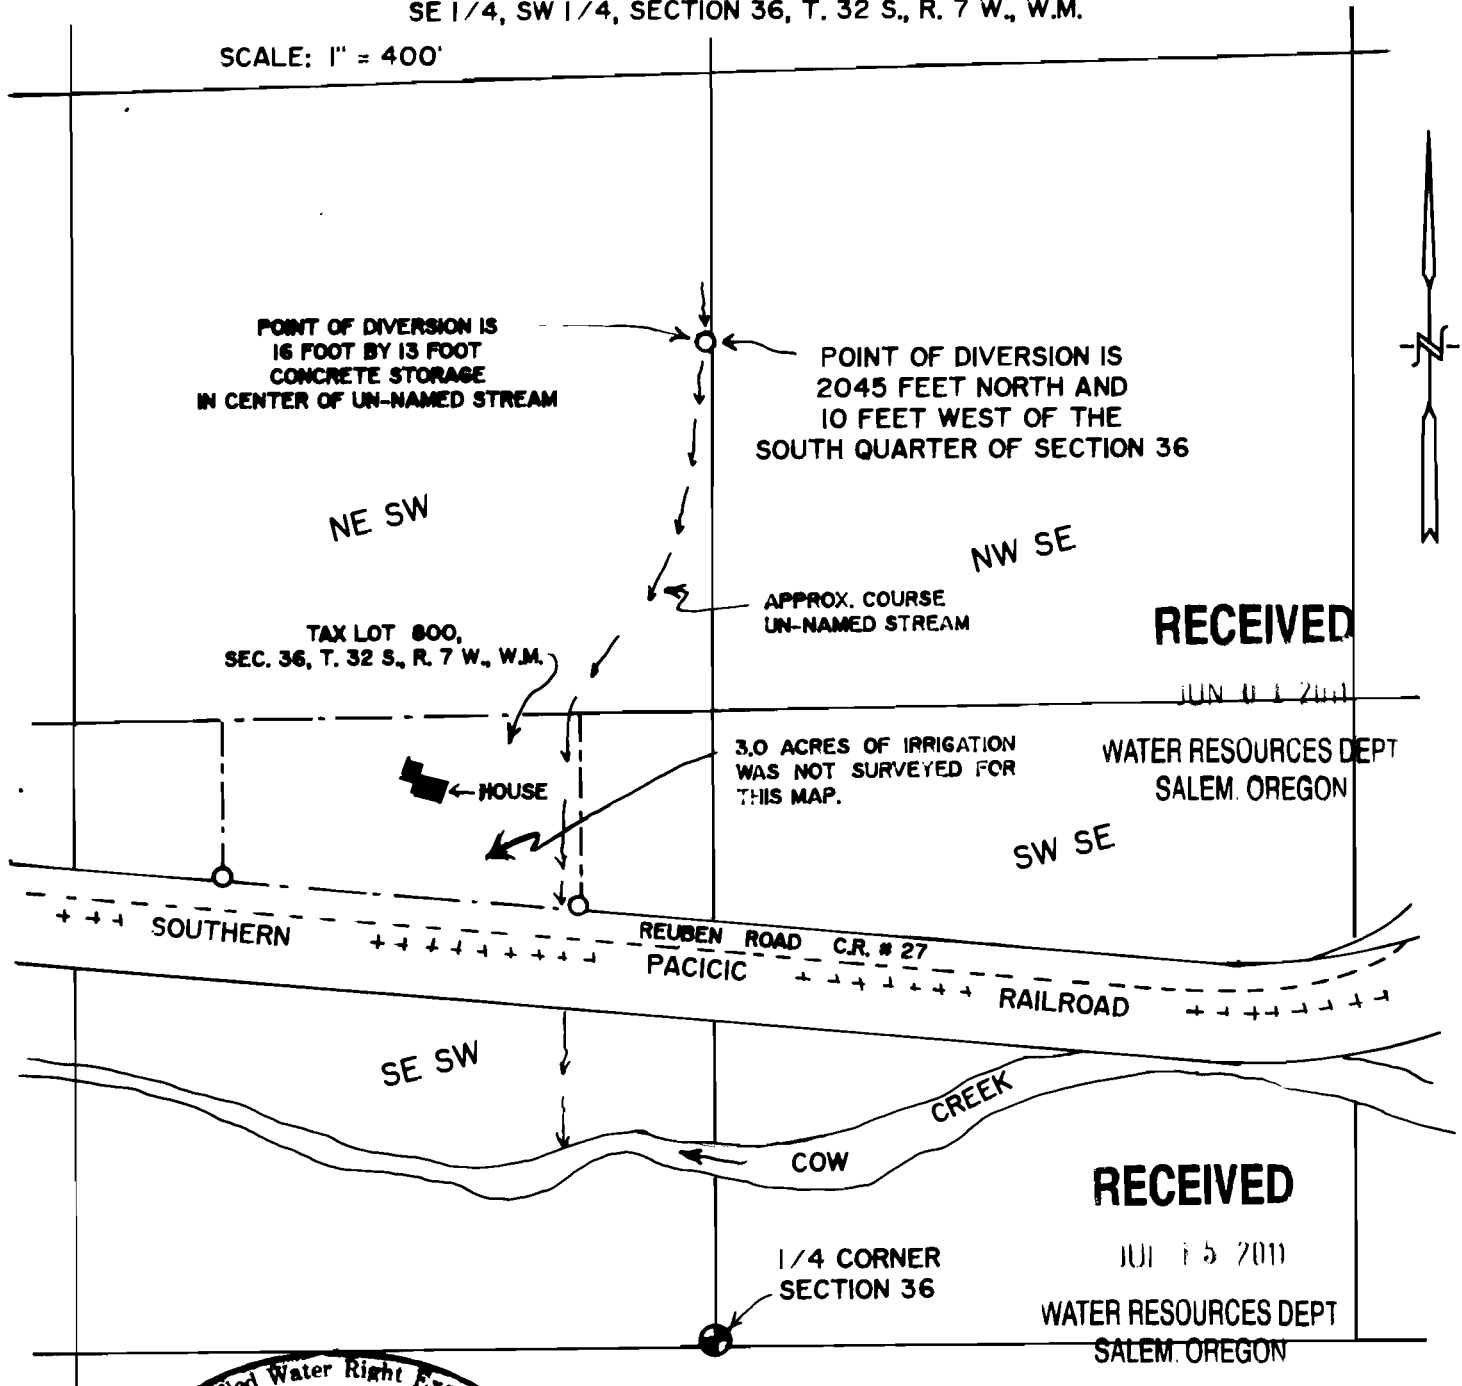 SE 1/4, SW 1/4, SECTION 36, T. 32 S., R. 7 W., W.M.
SCALE: 1" = 400'
POINT OF DIVERSION IS
16 FOOT BY 13 FOOT
CONCRETE STORAGE
IN CENTER OF UN-NAMED STREAM
POINT OF DIVERSION IS
2045 FEET NORTH AND
10 FEET WEST OF THE
SOUTH QUARTER OF SECTION 36
N
NE SW
NW SE
APPROX. COURSE
UN-NAMED STREAM
RECEIVED
JUN 01 2011
WATER RESOURCES DEPT
SALEM. OREGON
TAX LOT 800,
SEC. 36, T. 32 S., R. 7 W., W.M.
3.0 ACRES OF IRRIGATION
WAS NOT SURVEYED FOR
THIS MAP.
HOUSE
SW SE
REUBEN ROAD C.R. # 27
SOUTHERN PACICIC RAILROAD
SE SW
COW CREEK
RECEIVED
15 2011
WATER RESOURCES DEPT
SALEM. OREGON
1/4 CORNER
SECTION 36
Water Right